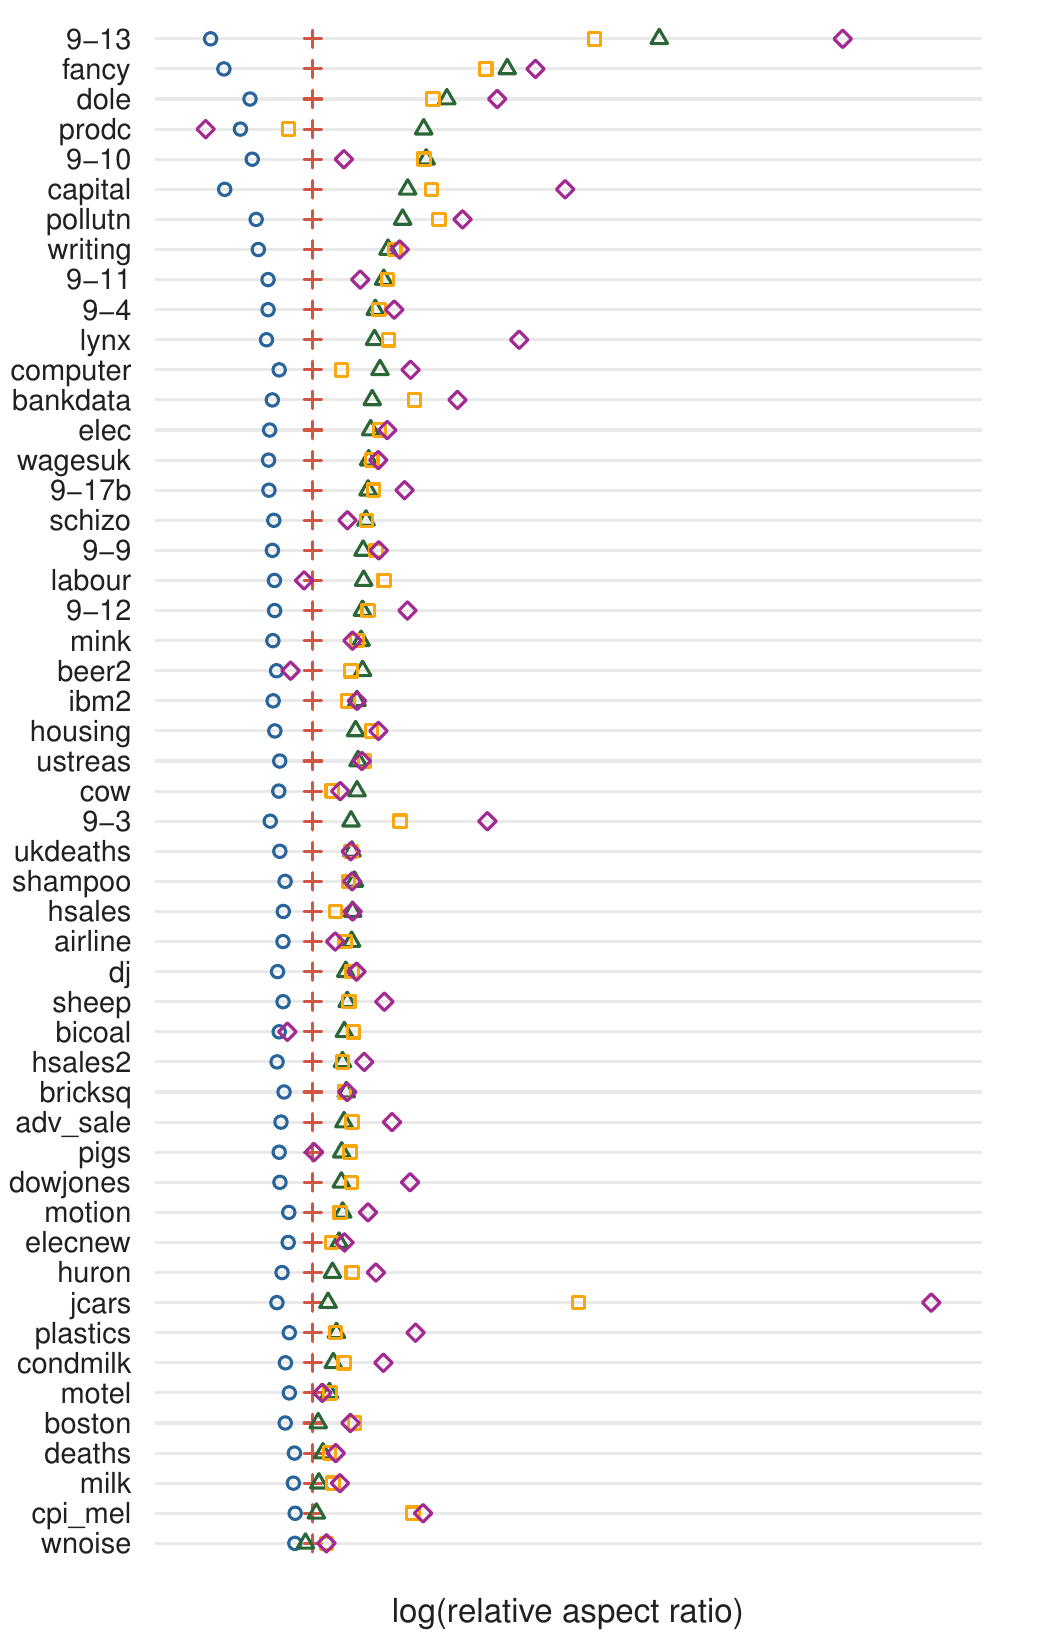 9−13
fancy
dole
prodc
9−10
capital
pollutn
writing
9−11
9−4
lynx
computer
bankdata
elec
wagesuk
9−17b
schizo
9−9
labour
9−12
mink
beer2
ibm2
housing
ustreas
cow
9−3
ukdeaths
shampoo
hsales
airline
dj
sheep
bicoal
hsales2
bricksq
adv_sale
pigs
dowjones
motion
elecnew
huron
jcars
plastics
condmilk
motel
boston
deaths
milk
cpi_mel
wnoise
log(relative aspect ratio)